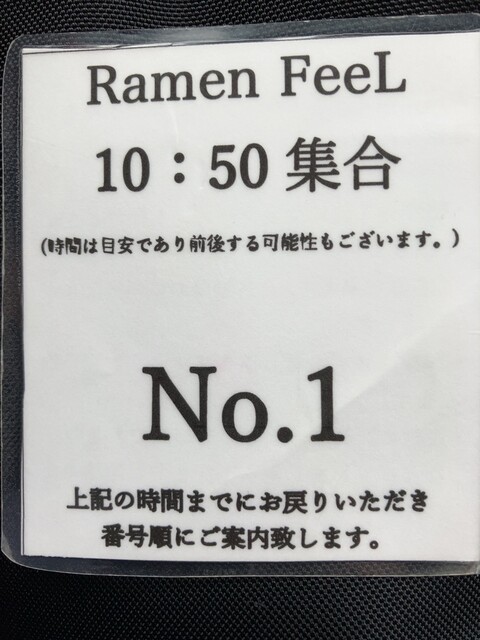 Ramen FeeL
10：50集合
(時間は目安であり前後する可能性もございます。)
No.1
上記の時間までにお戻りいただき
番号順にご案内致します。